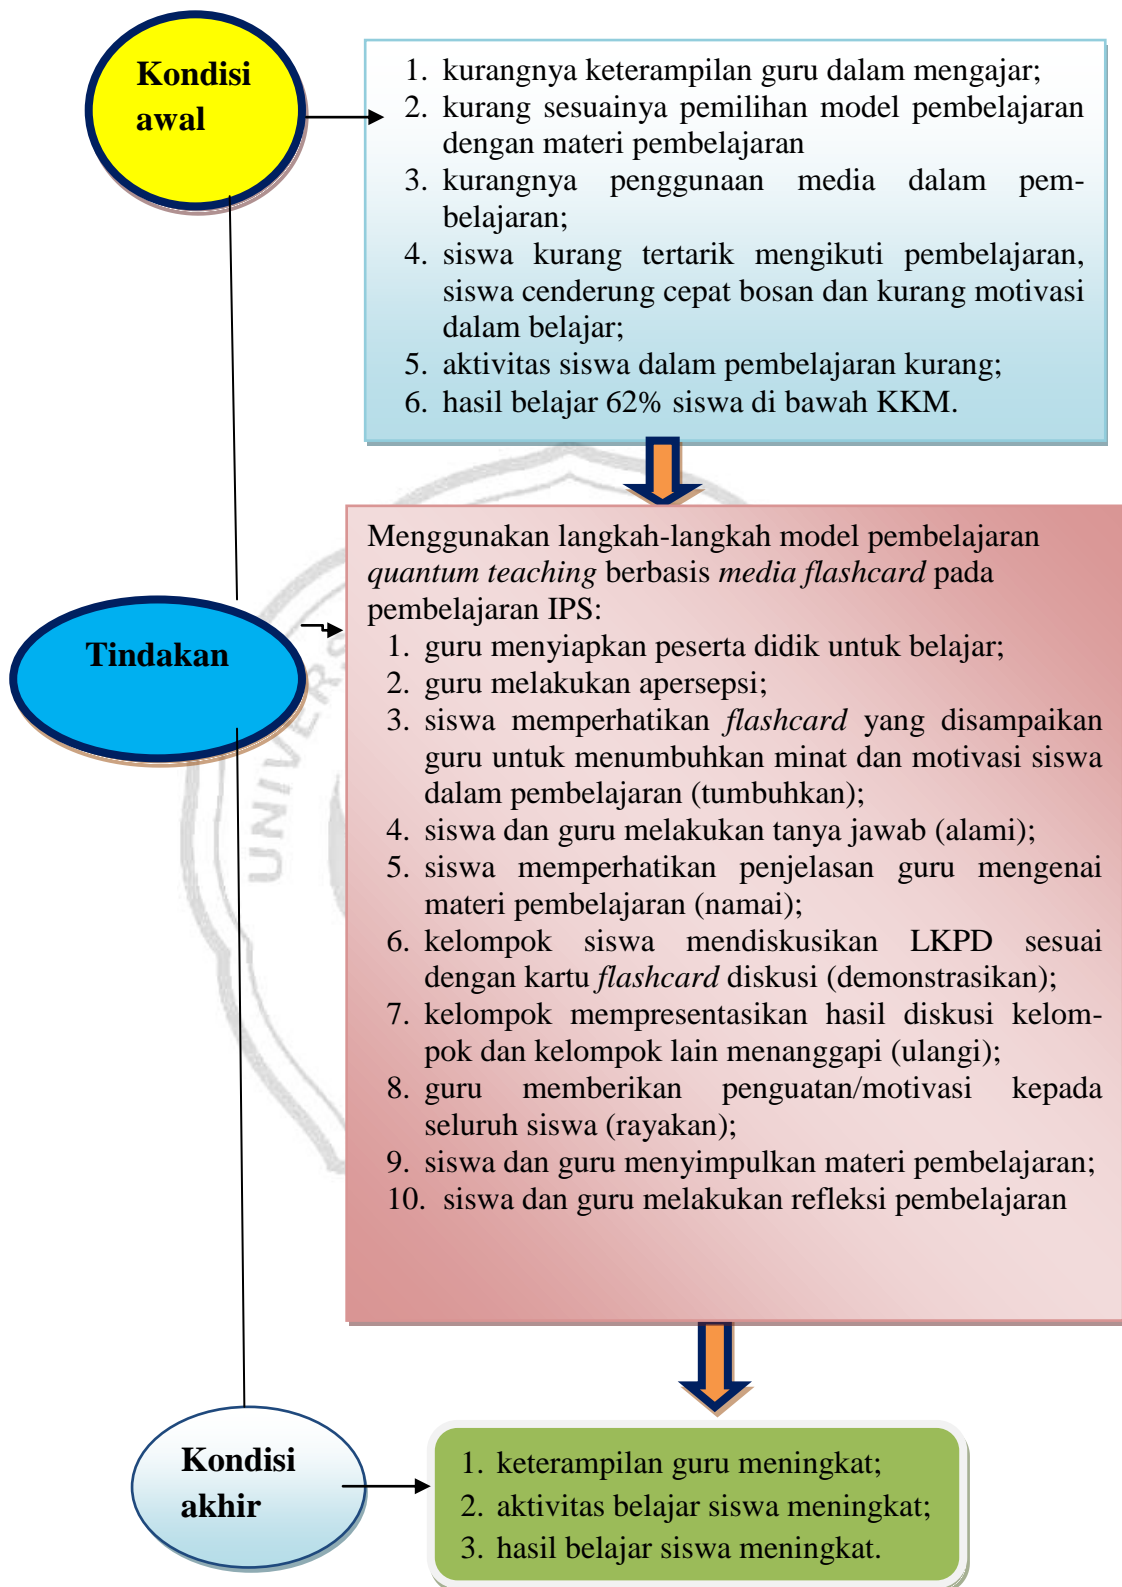 Kondisi
awal
1. kurangnya keterampilan guru dalam mengajar;
2. kurang sesuainya pemilihan model pembelajaran
dengan materi pembelajaran
3. kurangnya penggunaan media dalam pem-
belajaran;
4. siswa kurang tertarik mengikuti pembelajaran,
siswa cenderung cepat bosan dan kurang motivasi
dalam belajar;
5. aktivitas siswa dalam pembelajaran kurang;
6. hasil belajar 62% siswa di bawah KKM.
Tindakan
Menggunakan langkah-langkah model pembelajaran
quantum teaching berbasis media flashcard pada
pembelajaran IPS:
1. guru menyiapkan peserta didik untuk belajar;
2. guru melakukan apersepsi;
3. siswa memperhatikan flashcard yang disampaikan
guru untuk menumbuhkan minat dan motivasi siswa
dalam pembelajaran (tumbuhkan);
4. siswa dan guru melakukan tanya jawab (alami);
5. siswa memperhatikan penjelasan guru mengenai
materi pembelajaran (namai);
6. kelompok siswa mendiskusikan LKPD sesuai
dengan kartu flashcard diskusi (demonstrasikan);
7. kelompok mempresentasikan hasil diskusi kelom-
pok dan kelompok lain menanggapi (ulangi);
8. guru memberikan penguatan/motivasi kepada
seluruh siswa (rayakan);
9. siswa dan guru menyimpulkan materi pembelajaran;
10. siswa dan guru melakukan refleksi pembelajaran
Kondisi
akhir
1. keterampilan guru meningkat;
2. aktivitas belajar siswa meningkat;
3. hasil belajar siswa meningkat.